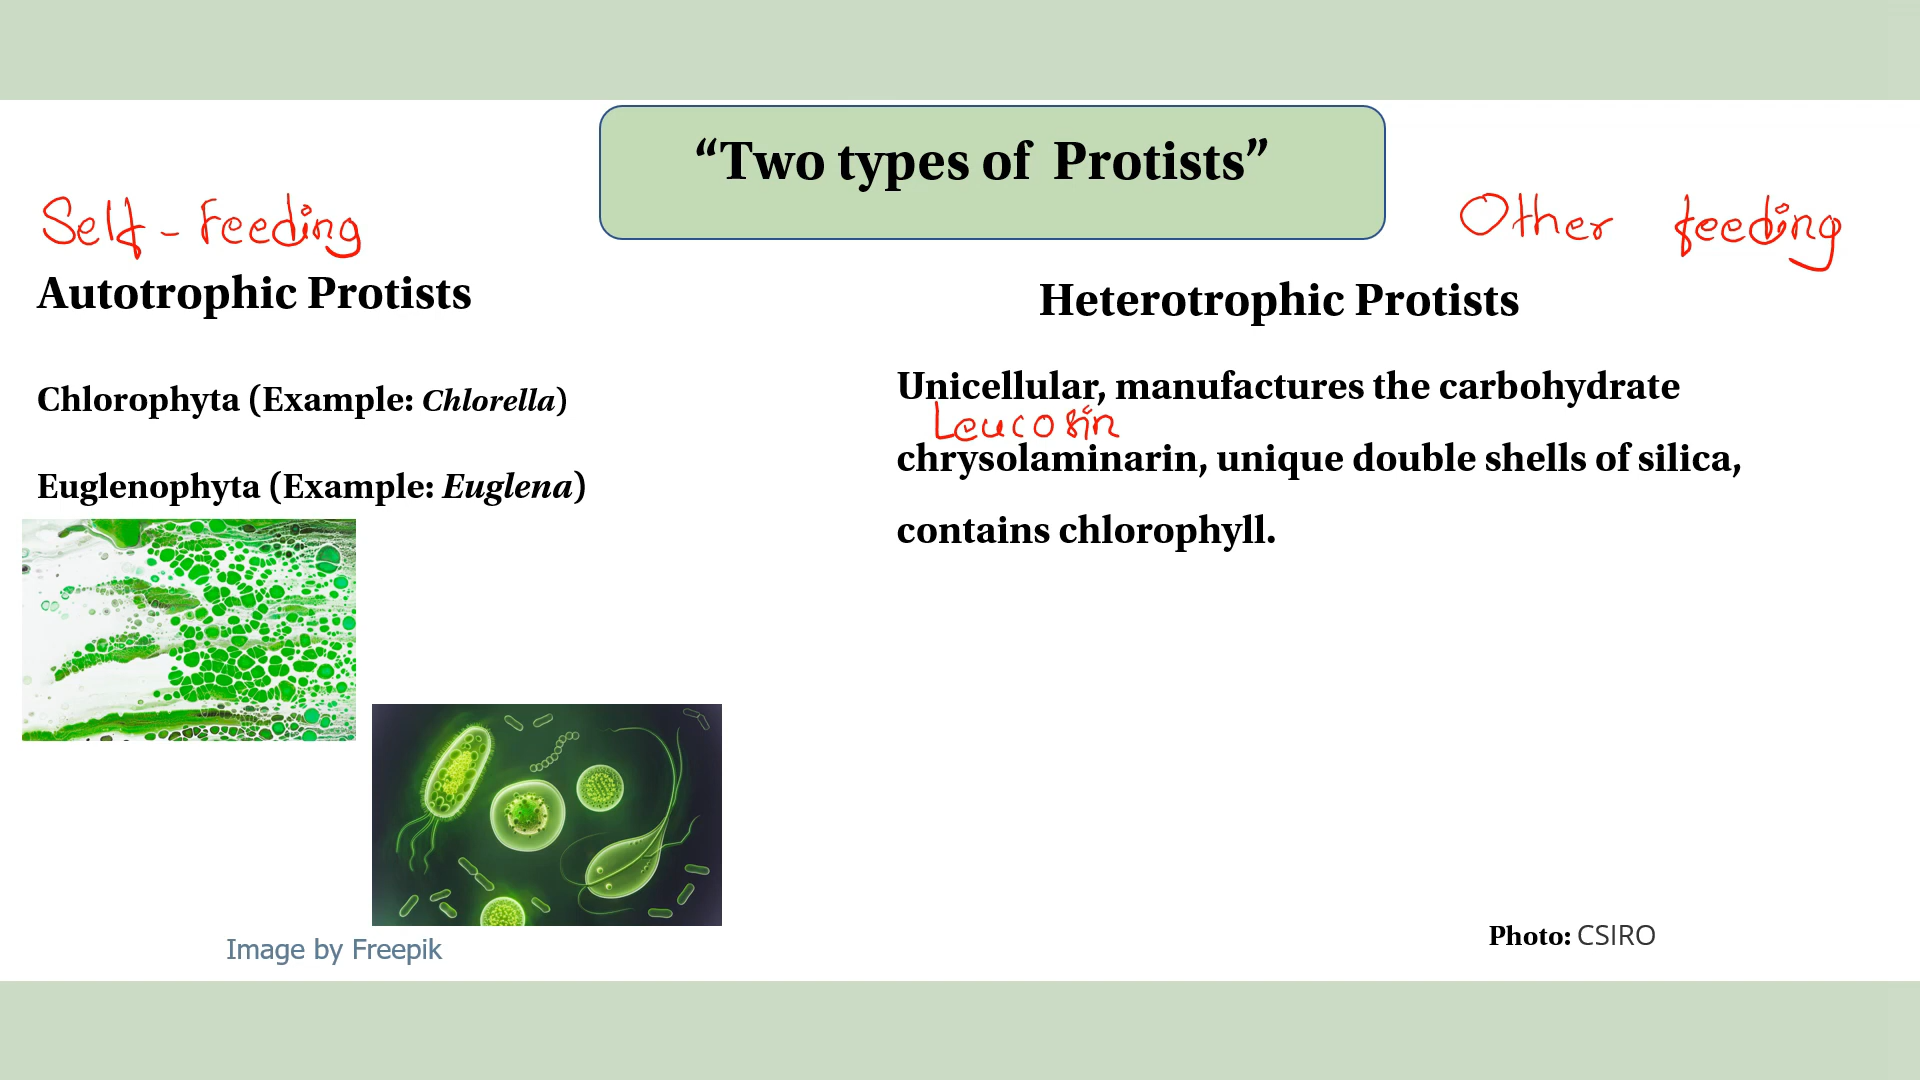 “Two types of Protists”
Self-Feeding
Autotrophic Protists
Chlorophyta (Example: Chlorella)
Euglenophyta (Example: Euglena)
Image by Freepik
Other feeding
Heterotrophic Protists
Unicellular, manufactures the carbohydrate
Leucosin
chrysolaminarin, unique double shells of silica,
contains chlorophyll.
Photo: CSIRO